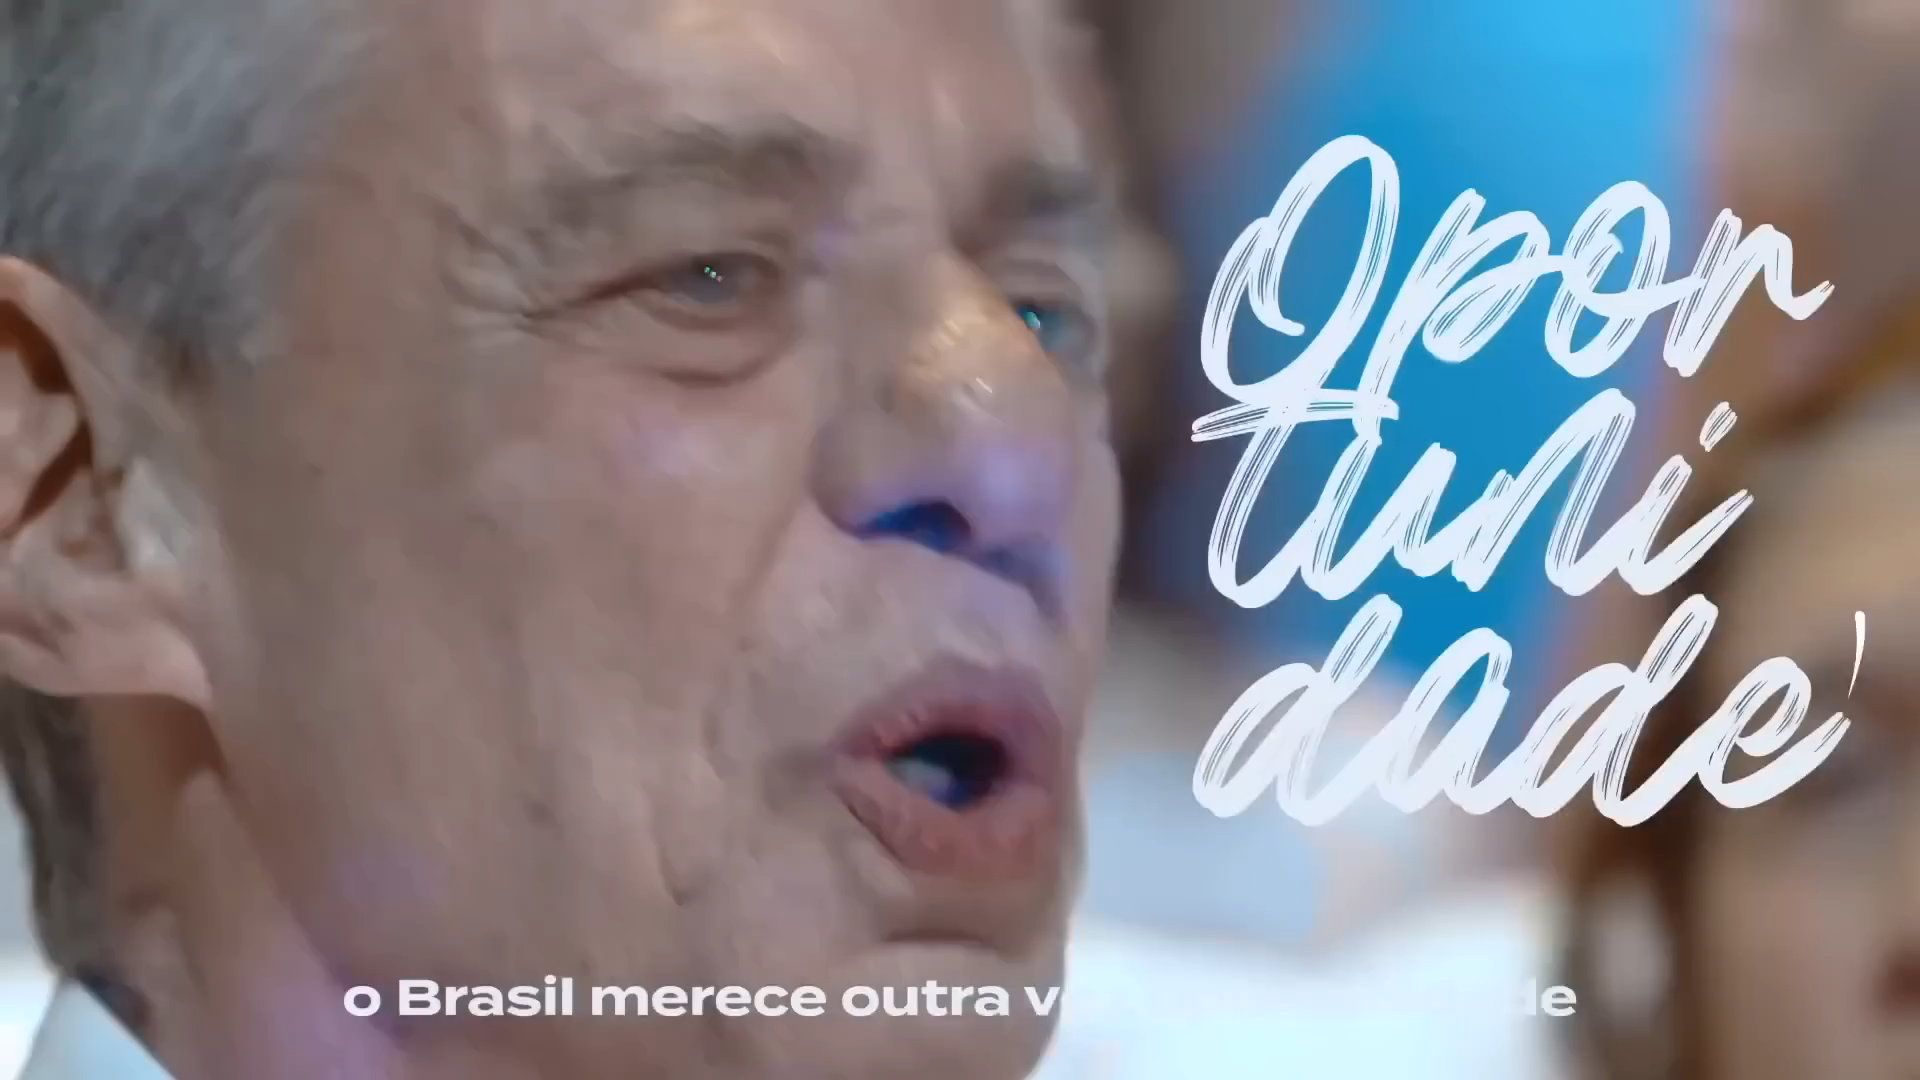 Opor
tuni
dade
o Brasil merece outra v de